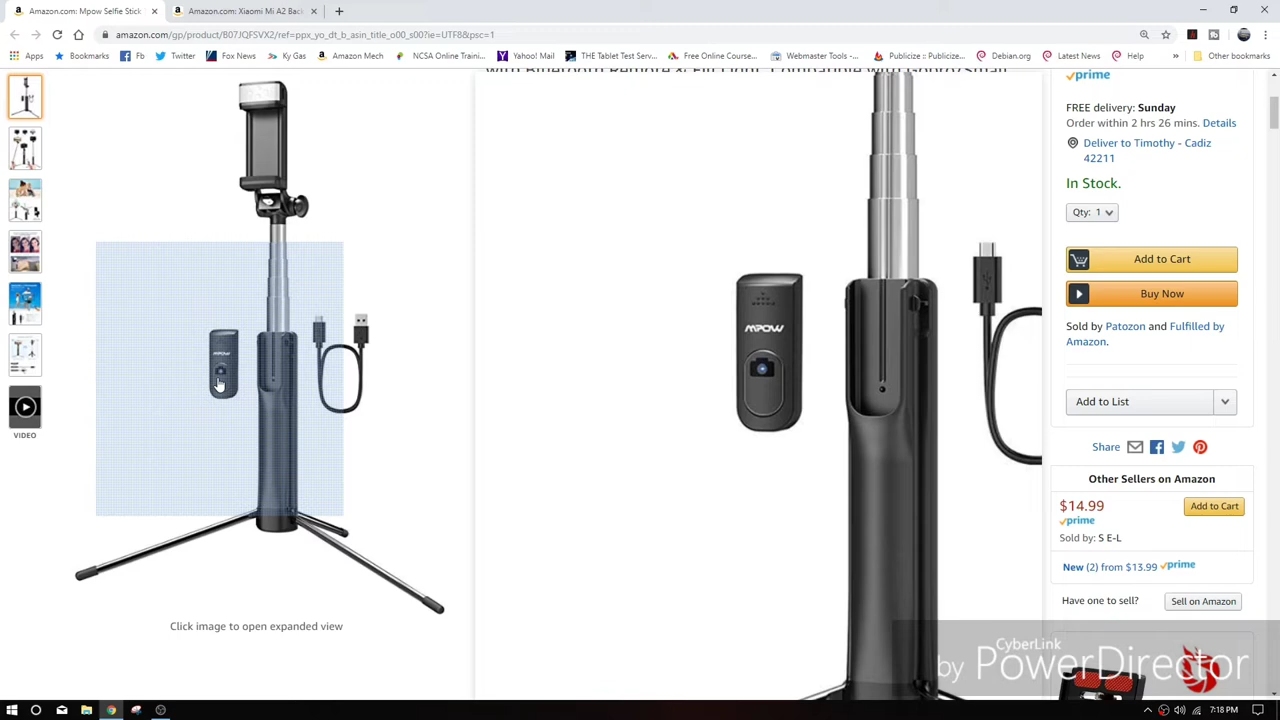 Amazon.com: Mpow Selfie Stick
Amazon.com: Xiaomi Mi A2 Back
amazon.com/gp/product/B07JQFSVX2/ref=ppx_yo_dt_b_asin_title_o00_s00?ie=UTF8&psc=1
Apps Bookmarks Fb Twitter Fox News Ky Gas Amazon Mech NCSA Online Traini... Yahoo! Mail THE Tablet Test Serv... Free Online Course... Webmaster Tools -... Publicize :: Publicize... Debian.org Latest News Help » Other bookmarks
prime
FREE delivery: Sunday
Order within 2 hrs 26 mins. Details
Deliver to Timothy - Cadiz
42211
In Stock.
Qty: 1
Add to Cart
Buy Now
Sold by Patozon and Fulfilled by
Amazon.
Add to List
Share
Other Sellers on Amazon
$14.99
Add to Cart
prime
Sold by: S E-L
New (2) from $13.99 prime
Have one to sell? Sell on Amazon
MPOW
MPOW
VIDEO
Click image to open expanded view
CyberLink
by PowerDirector
7:18 PM